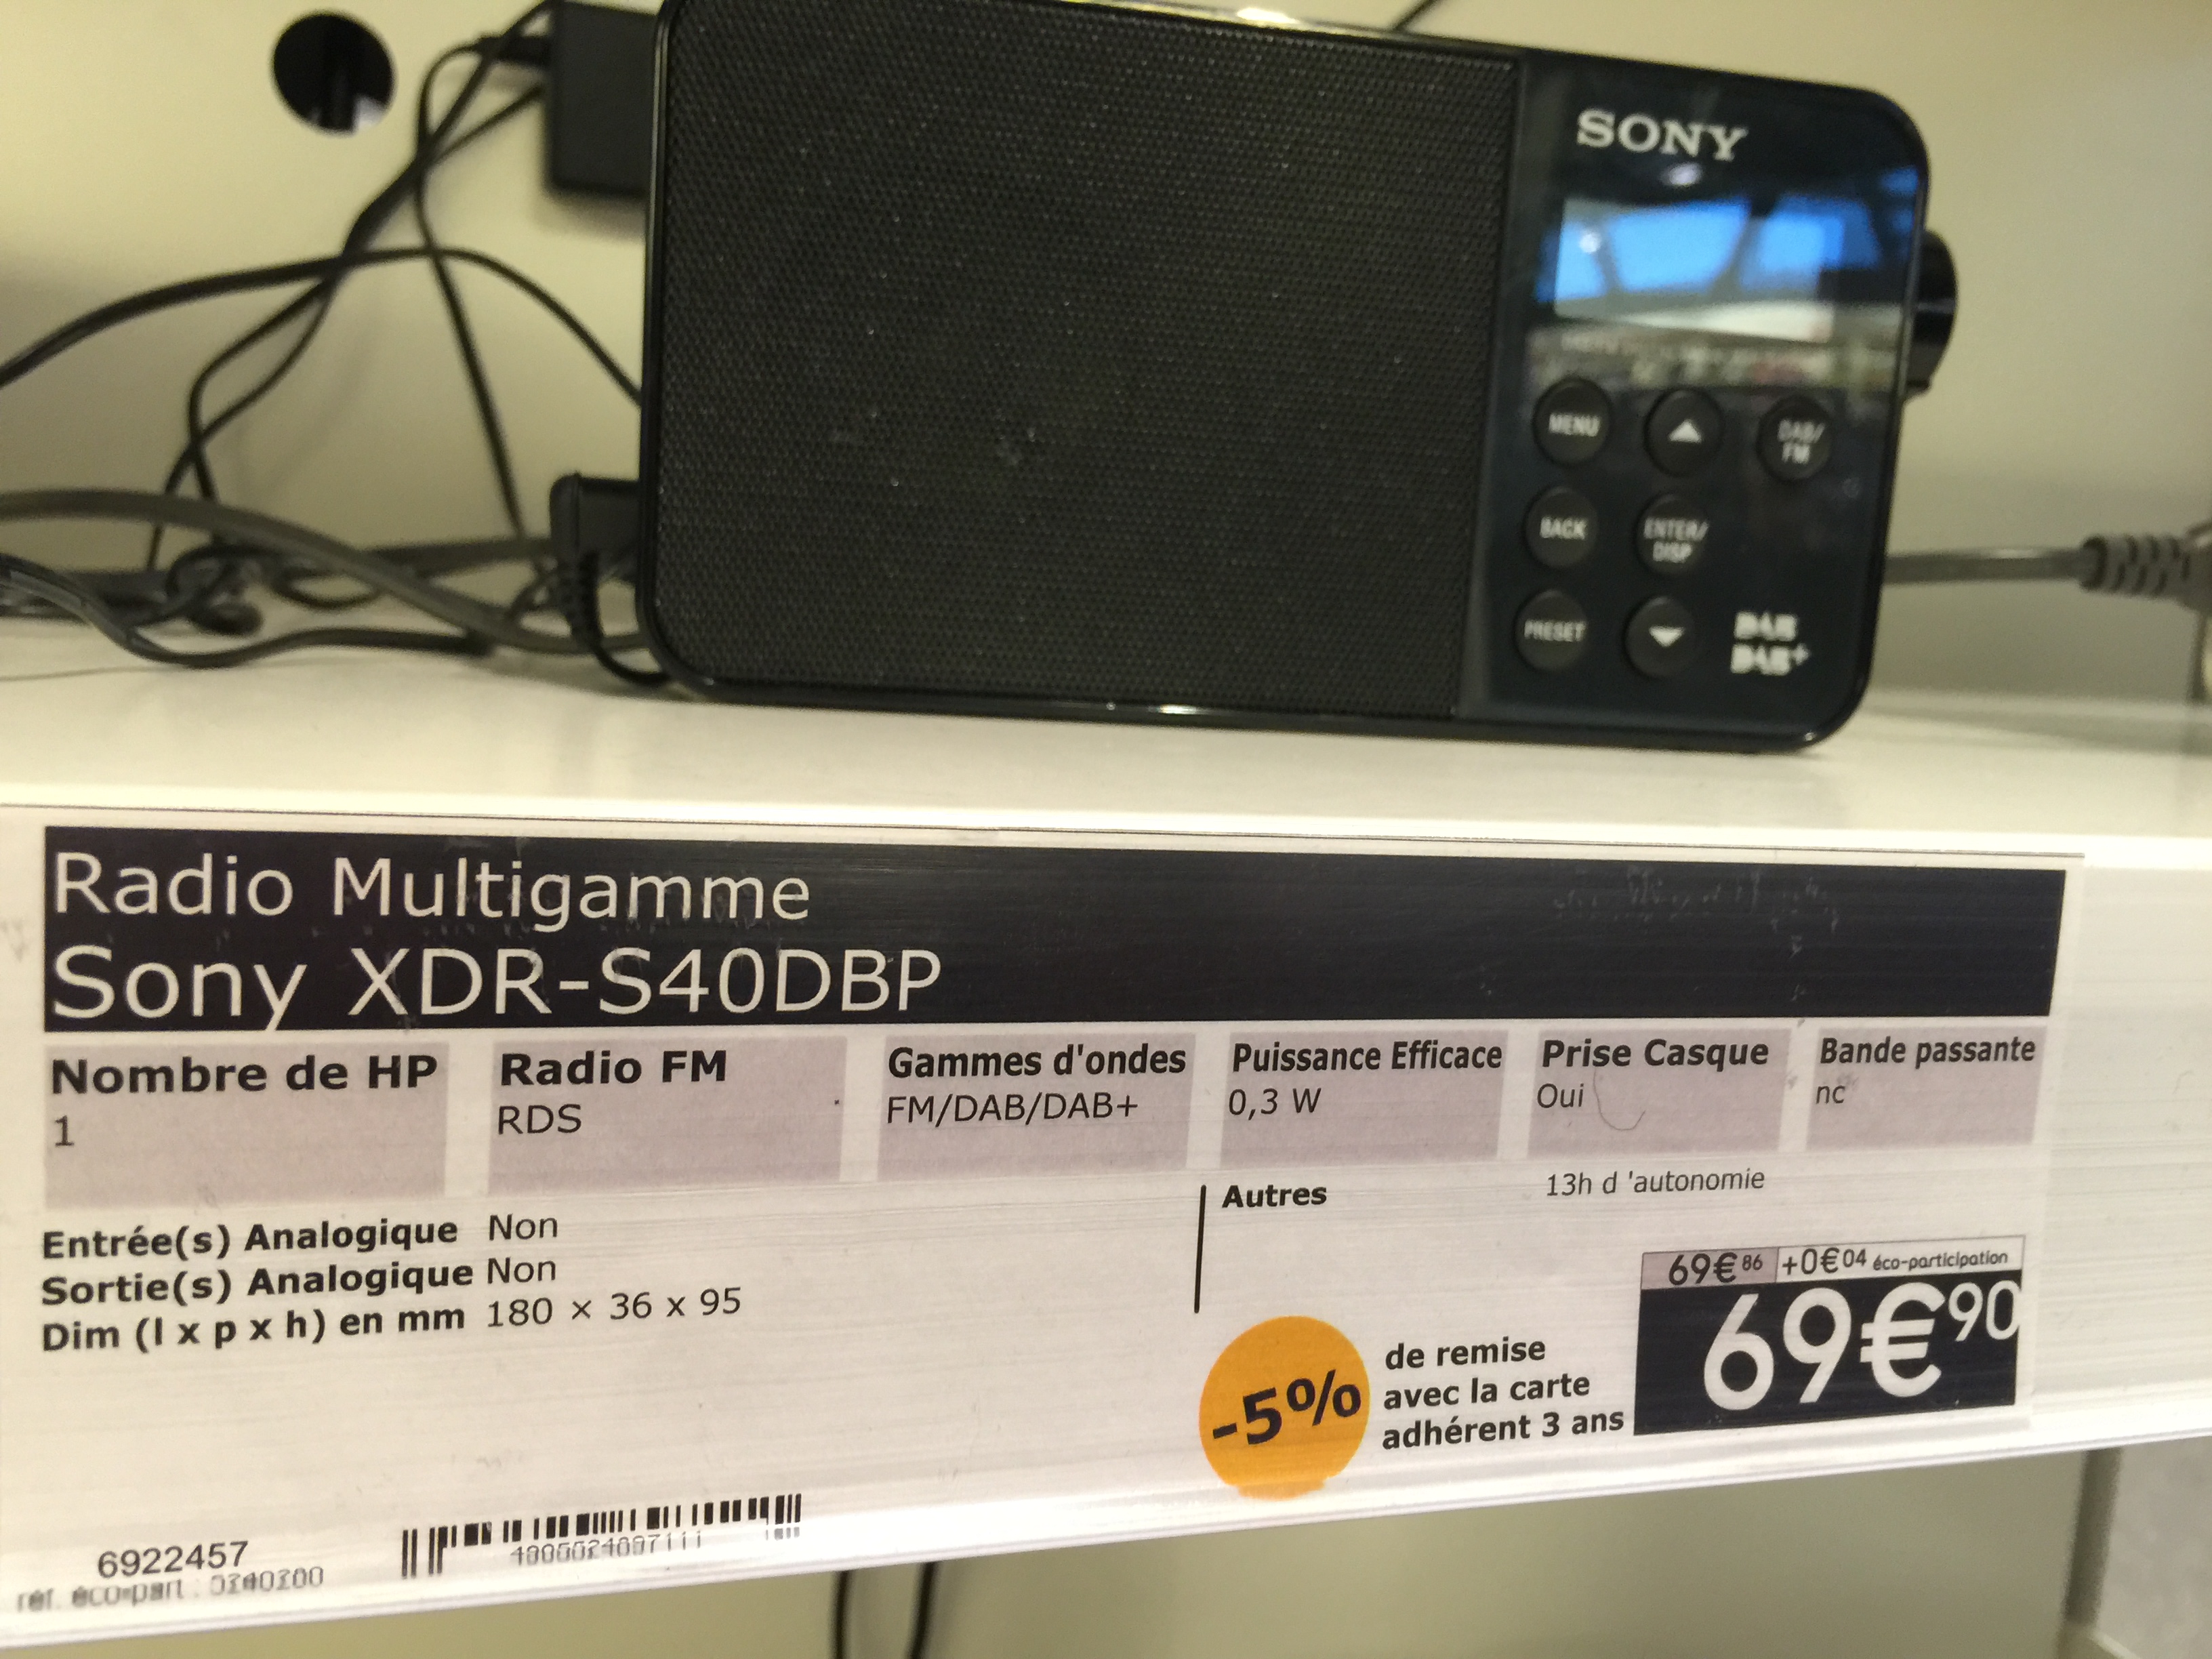 SONY
MENU
DAB/
FM
BACK
ENTER/
DISP
PRESET
DAB
DAB+
Radio Multigamme
Sony XDR-S40DBP
Nombre de HP
1
Radio FM
RDS
Gammes d'ondes
FM/DAB/DAB+
Puissance Efficace
0,3 W
Prise Casque
Oui
Bande passante
nc
Entrée(s) Analogique Non
Sortie(s) Analogique Non
Dim (l x p x h) en mm 180 x 36 x 95
Autres
13h d 'autonomie
69€86 +0€04 éco-participation
69€90
-5%
de remise
avec la carte
adhérent 3 ans
6922457
réf. éco-part :